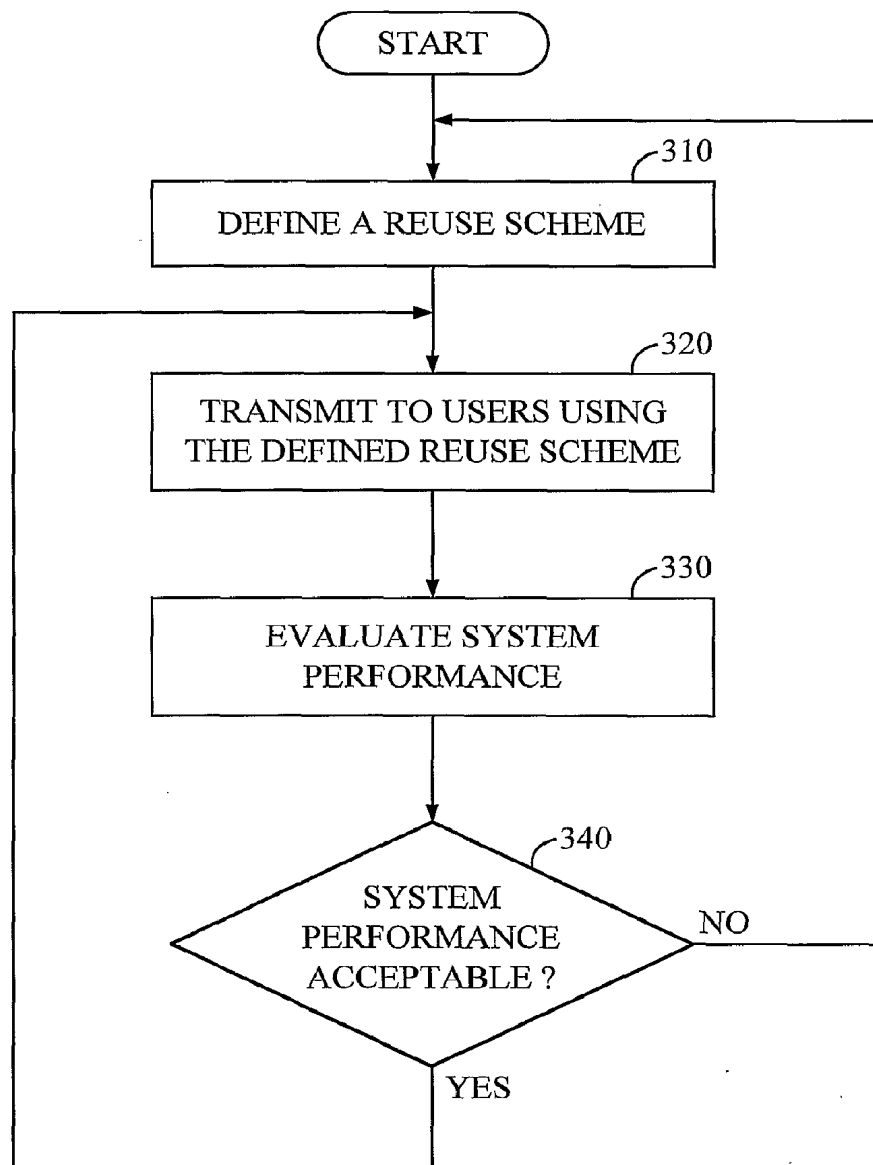 START
310
DEFINE A REUSE SCHEME
320
TRANSMIT TO USERS USING
THE DEFINED REUSE SCHEME
330
EVALUATE SYSTEM
PERFORMANCE
340
SYSTEM
PERFORMANCE
ACCEPTABLE ?
NO
YES